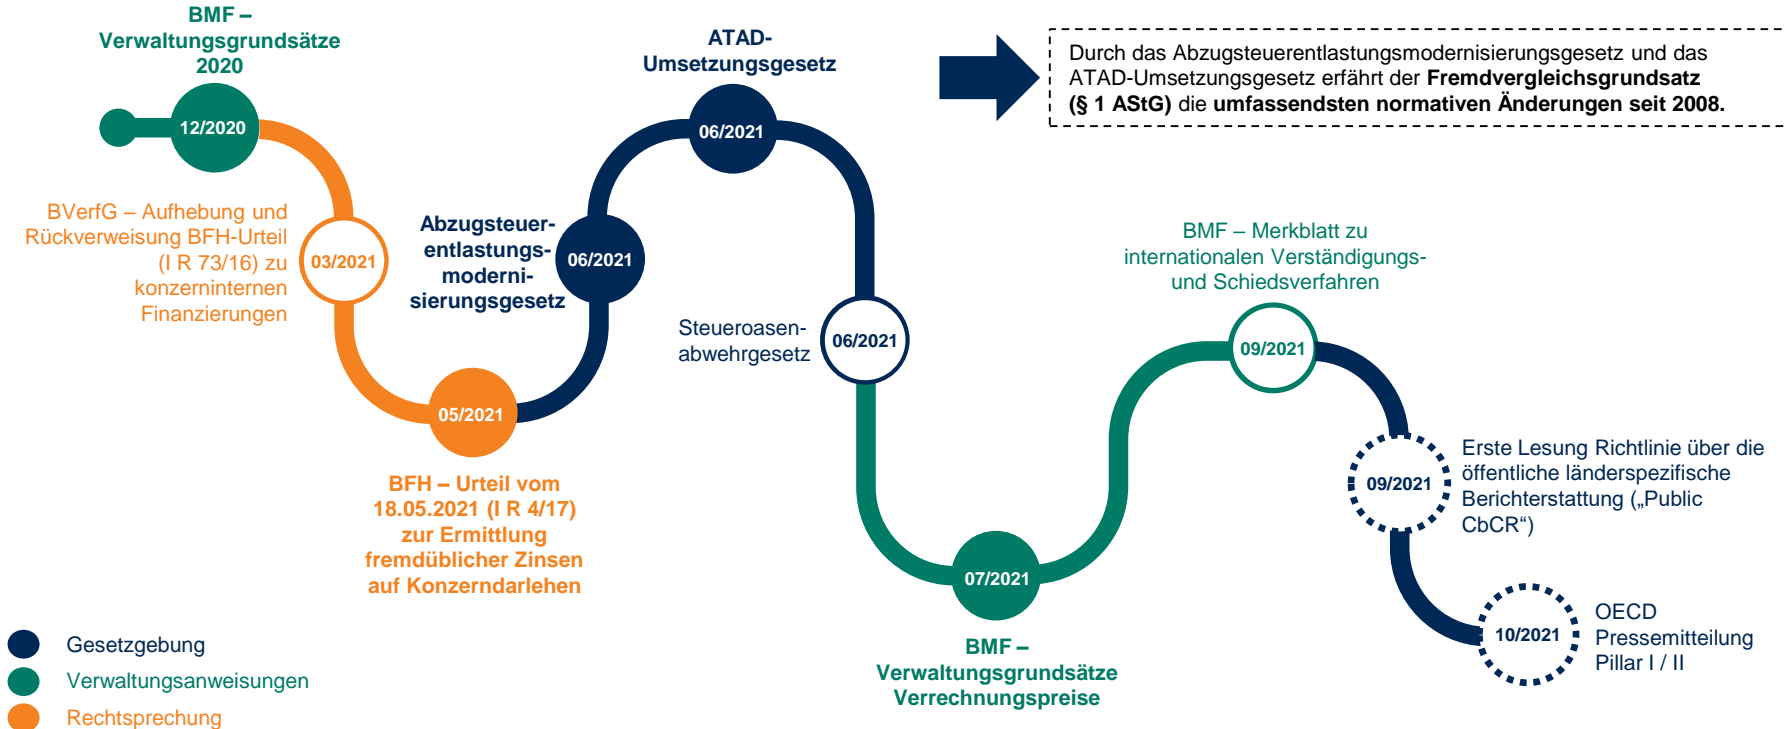 BMF –
Verwaltungsgrundsätze
2020
12/2020
BVerfG – Aufhebung und
Rückverweisung BFH-Urteil
(I R 73/16) zu
konzerninternen
Finanzierungen
03/2021
05/2021
BFH – Urteil vom
18.05.2021 (I R 4/17)
zur Ermittlung
fremdüblicher Zinsen
auf Konzerndarlehen
Abzugsteuer-
entlastungs-
moderni-
sierungsgesetz
06/2021
ATAD-
Umsetzungsgesetz
06/2021
Durch das Abzugsteuerentlastungsmodernisierungsgesetz und das
ATAD-Umsetzungsgesetz erfährt der Fremdvergleichsgrundsatz
(§ 1 AStG) die umfassendsten normativen Änderungen seit 2008.
Steueroasen-
abwehrgesetz
06/2021
07/2021
BMF –
Verwaltungsgrundsätze
Verrechnungspreise
BMF – Merkblatt zu
internationalen Verständigungs-
und Schiedsverfahren
09/2021
09/2021
Erste Lesung Richtlinie über die
öffentliche länderspezifische
Berichterstattung („Public
CbCR“)
10/2021
OECD
Pressemitteilung
Pillar I / II
Gesetzgebung
Verwaltungsanweisungen
Rechtsprechung